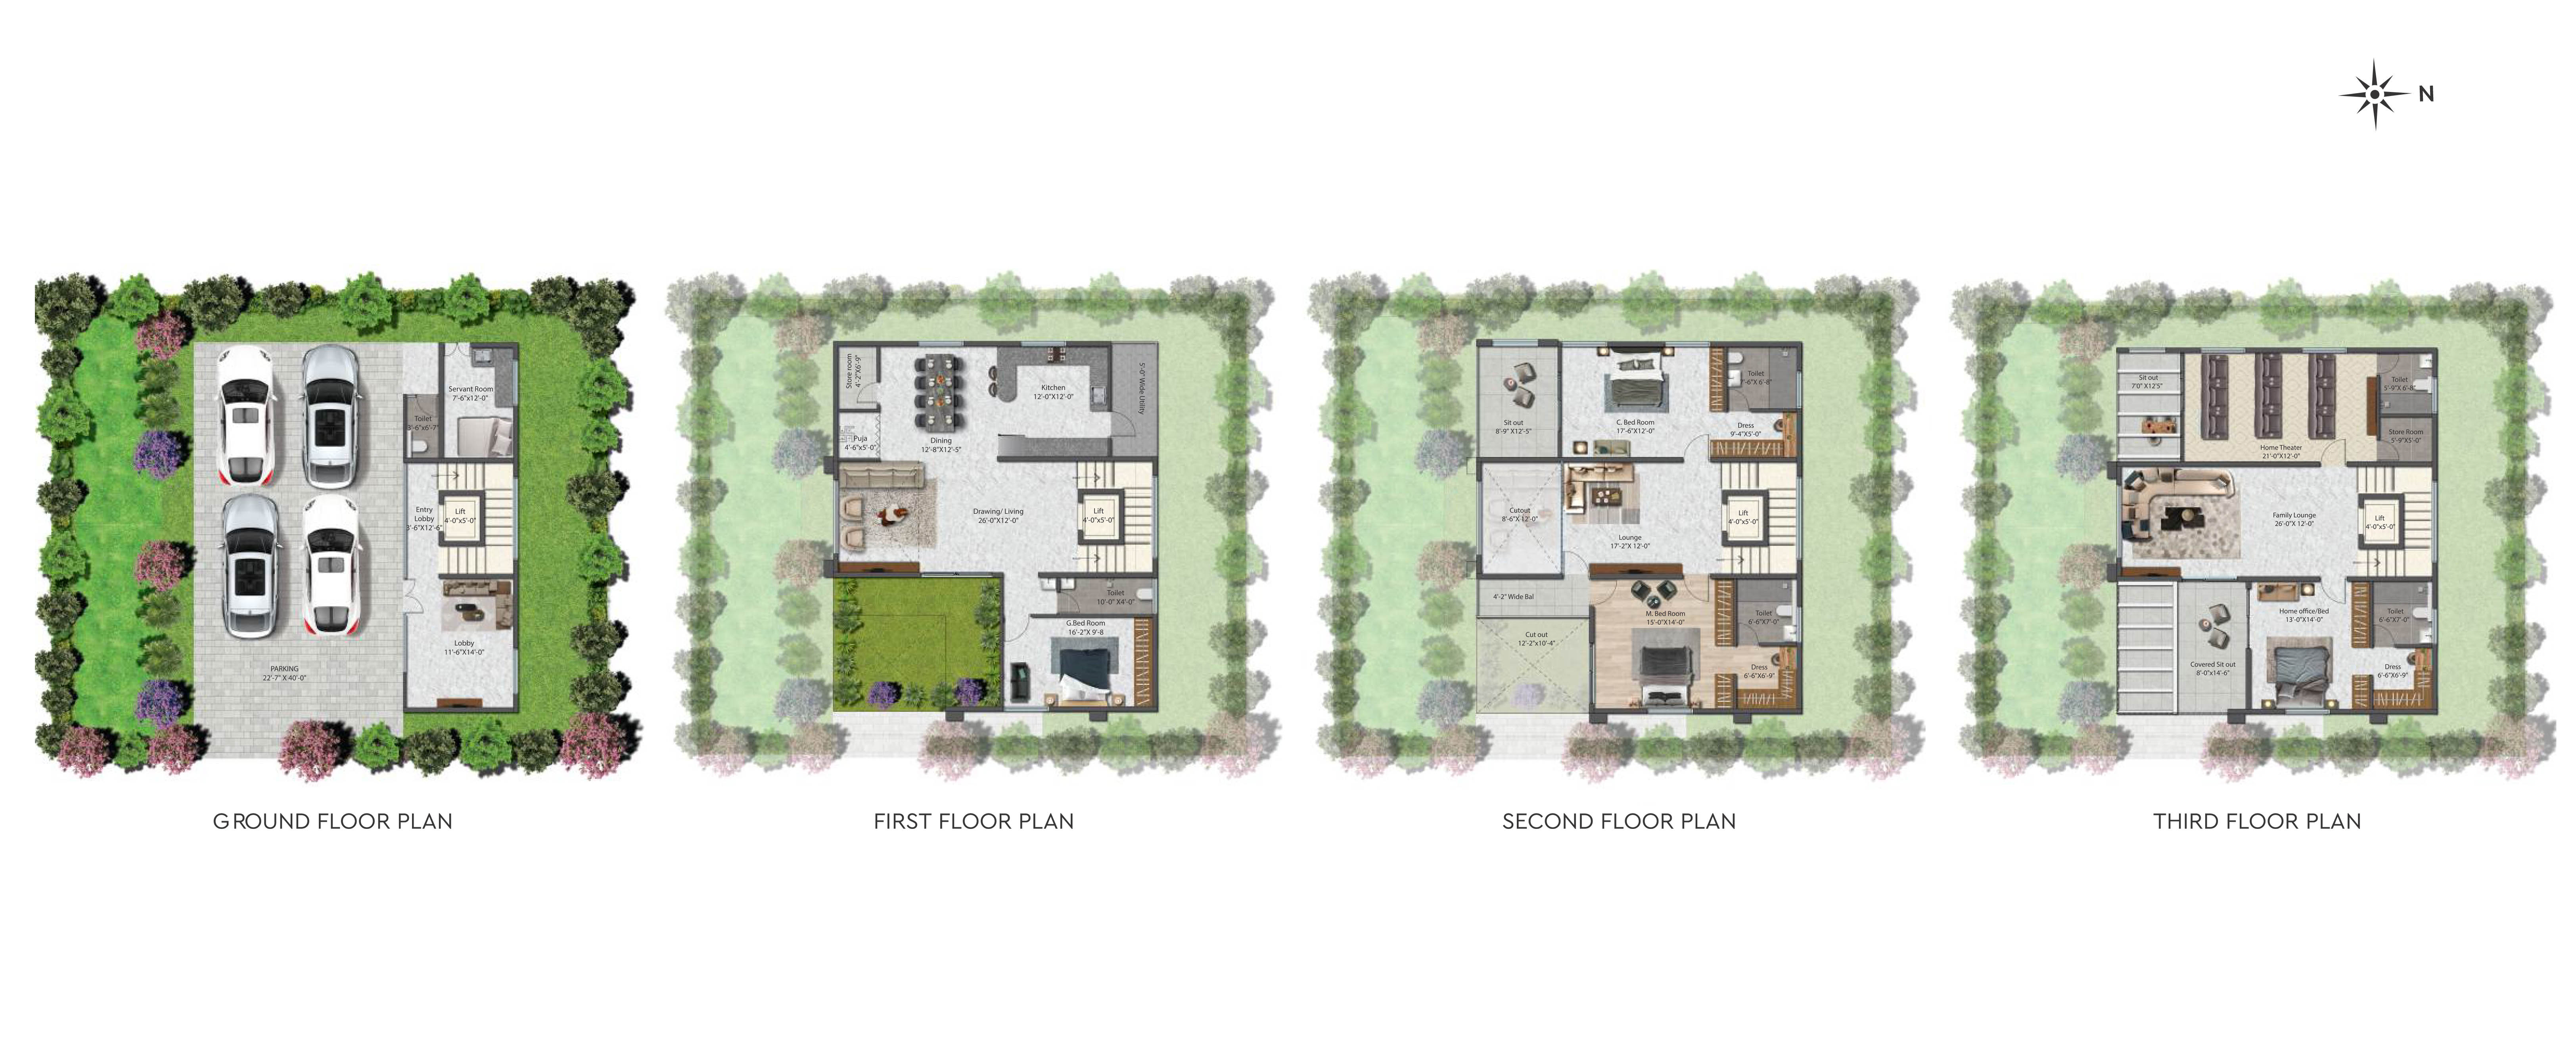 N
Servant Room
7'-6"x12'-0"
Toilet
3'-6"x6'-7"
Entry
Lobby
3'-6"X12'-6"
Lift
4'-0"x5'-0"
Lobby
11'-6"X14'-0"
PARKING
22'-7" X 40'-0"
GROUND FLOOR PLAN
Store room
4'-2"X6'-9"
Puja
4'-6"x5'-0"
Dining
12'-8"X12'-5"
Kitchen
12'-0"X12'-0"
5'-0" Wide Utility
Drawing/ Living
26'-0"X12'-0"
Lift
4'-0"x5'-0"
Toilet
10'-0" X4'-0"
G.Bed Room
16'-2"X 9'-8
FIRST FLOOR PLAN
Sit out
8'-9" X12'-5"
C. Bed Room
17'-6"X12'-0"
Toilet
Dress
9'-4"X5'-0"
Cutout
8'-6"X 12'-0"
Lounge
17'-2"X 12'-0"
Lift
4'-0"x5'-0"
4'-2" Wide Bal
Cut out
12'-2"x10'-4"
M. Bed Room
15'-0"X14'-0"
Toilet
6'-6"X7'-0"
Dress
6'-6"X6'-9"
SECOND FLOOR PLAN
Sit out
7'0" X12'5"
Home Theater
21'-0"X12'-0"
Toilet
5'-9"X 6'-8"
Store Room
5'-9"X5'-0"
Family Lounge
26'-0"X 12'-0"
Lift
4'-0"x5'-0"
Covered Sit out
8'-0"x14'-6"
Home office/Bed
13'-0"X14'-0"
Toilet
6'-6"X7'-0"
Dress
6'-6"X6'-9"
THIRD FLOOR PLAN